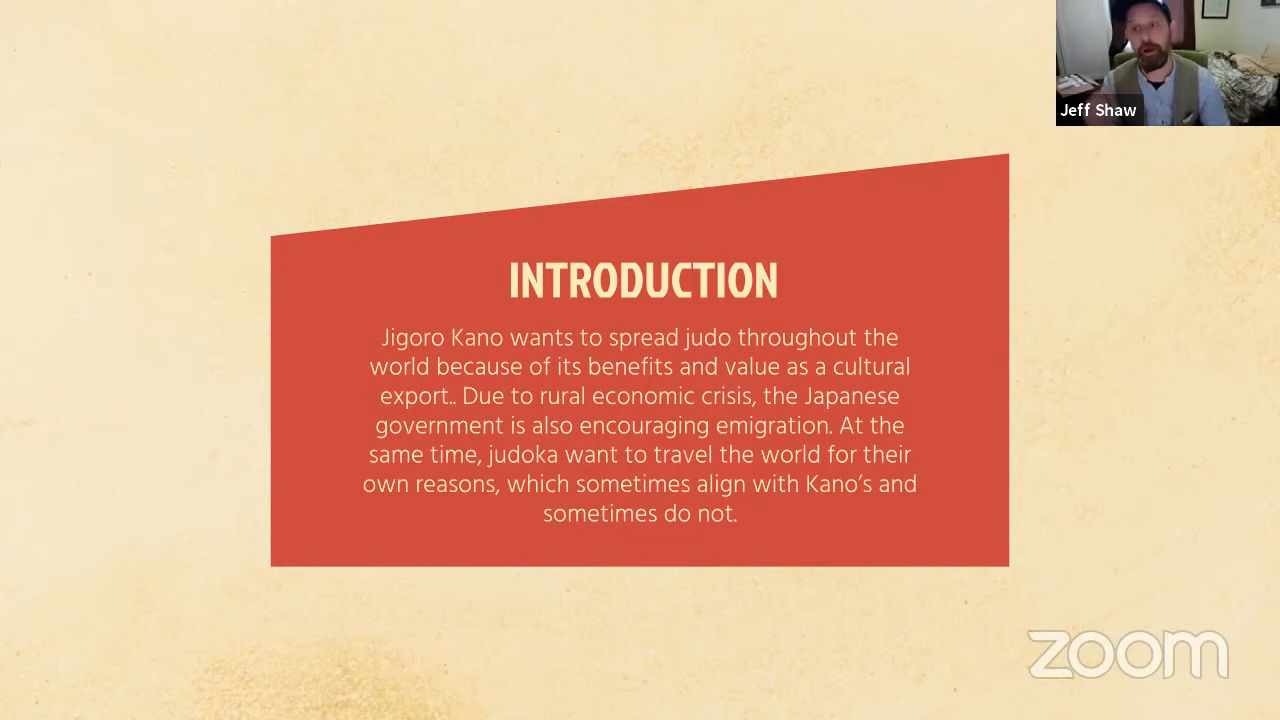 Jeff Shaw
INTRODUCTION
Jigoro Kano wants to spread judo throughout the
world because of its benefits and value as a cultural
export.. Due to rural economic crisis, the Japanese
government is also encouraging emigration. At the
same time, judoka want to travel the world for their
own reasons, which sometimes align with Kano’s and
sometimes do not.
zoom